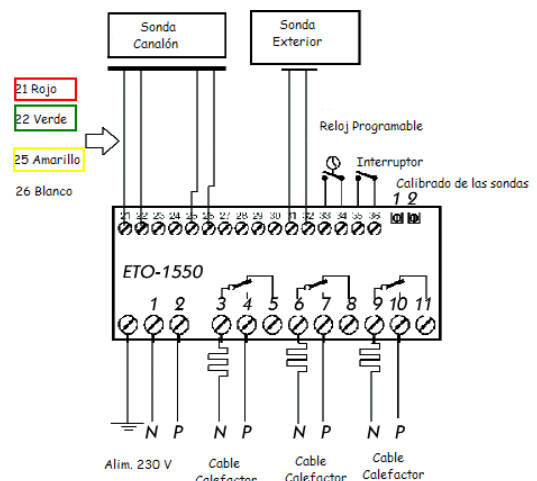 Sonda
Canalón
Sonda
Exterior
21 Rojo
22 Verde
25 Amarillo
26 Blanco
Reloj Programable
Interruptor
Calibrado de las sondas
1 2
21 22 23 24 25 26 27 28 29 30 31 32 33 34 35 36
ETO-1550
1 2 3 4 5 6 7 8 9 10 11
N P N P N P N P
Alim. 230 V
Cable
Calefactor
Cable
Calefactor
Cable
Calefactor